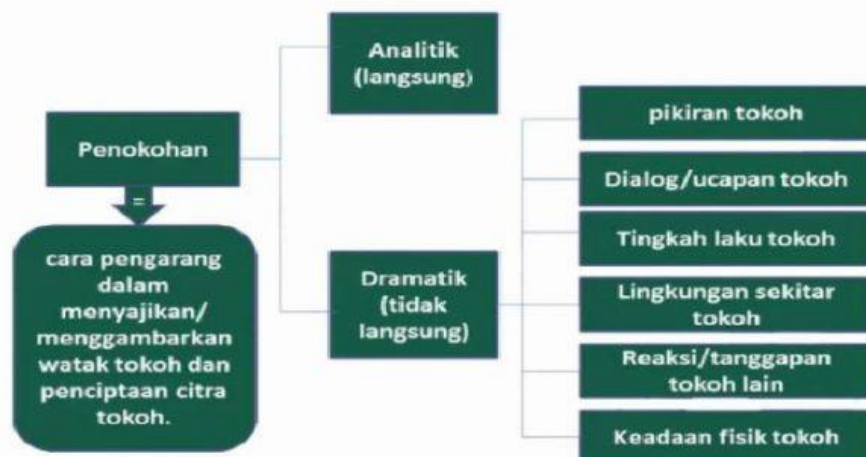 Penokohan
=
cara pengarang
dalam
menyajikan/
menggambarkan
watak tokoh dan
penciptaan citra
tokoh.
Analitik
(langsung)
Dramatik
(tidak
langsung)
pikiran tokoh
Dialog/ucapan tokoh
Tingkah laku tokoh
Lingkungan sekitar
tokoh
Reaksi/tanggapan
tokoh lain
Keadaan fisik tokoh